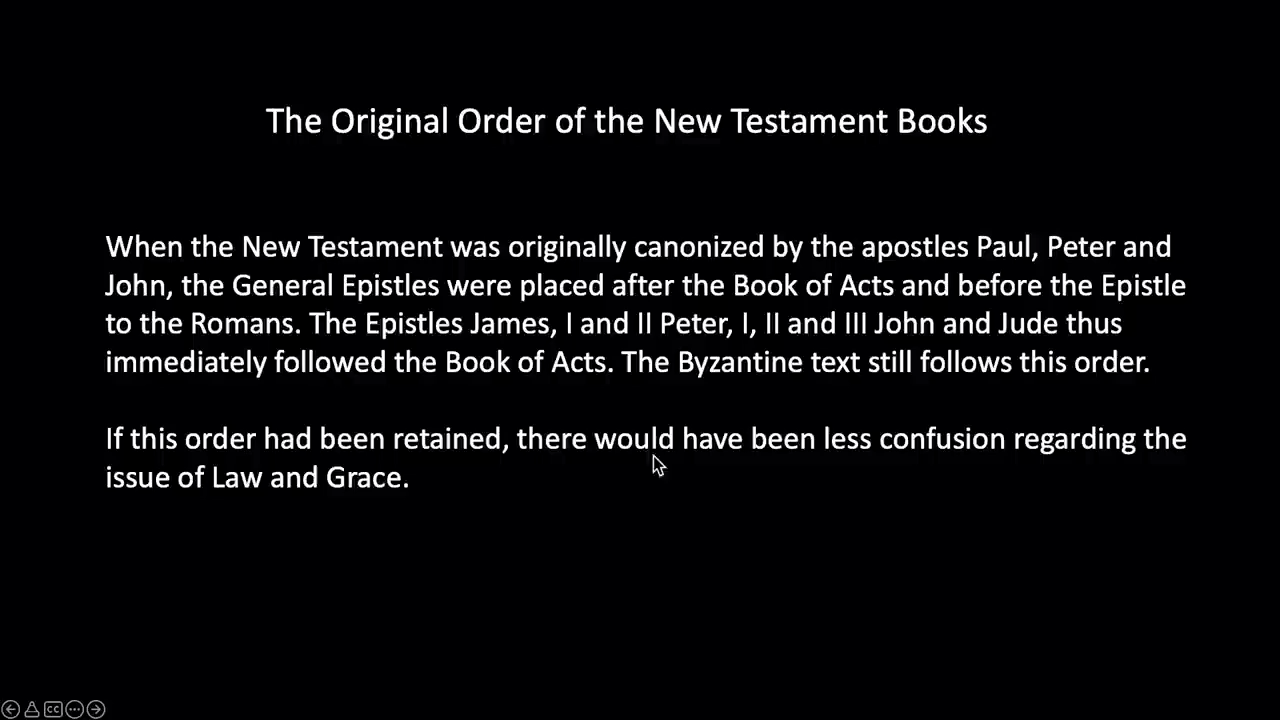 The Original Order of the New Testament Books
When the New Testament was originally canonized by the apostles Paul, Peter and
John, the General Epistles were placed after the Book of Acts and before the Epistle
to the Romans. The Epistles James, I and II Peter, I, II and III John and Jude thus
immediately followed the Book of Acts. The Byzantine text still follows this order.
If this order had been retained, there would have been less confusion regarding the
issue of Law and Grace.
CC